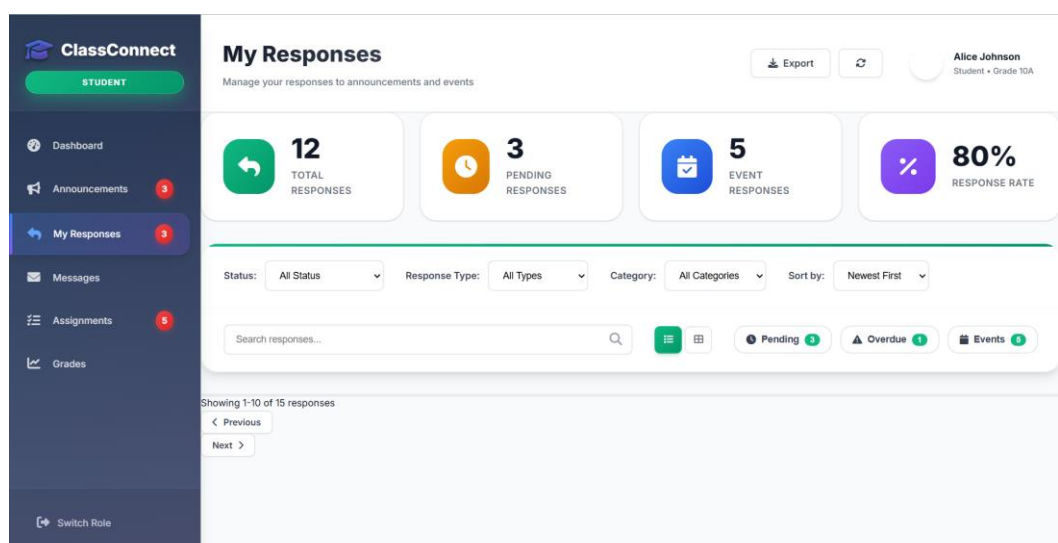 ClassConnect
STUDENT
Dashboard
Announcements 3
My Responses 3
Messages
Assignments 5
Grades
Switch Role
My Responses
Manage your responses to announcements and events
Export
Alice Johnson
Student • Grade 10A
12
TOTAL
RESPONSES
3
PENDING
RESPONSES
5
EVENT
RESPONSES
80%
RESPONSE RATE
Status: All Status Response Type: All Types Category: All Categories Sort by: Newest First
Search responses... Pending 3 Overdue 1 Events 5
Showing 1-10 of 15 responses
Previous
Next